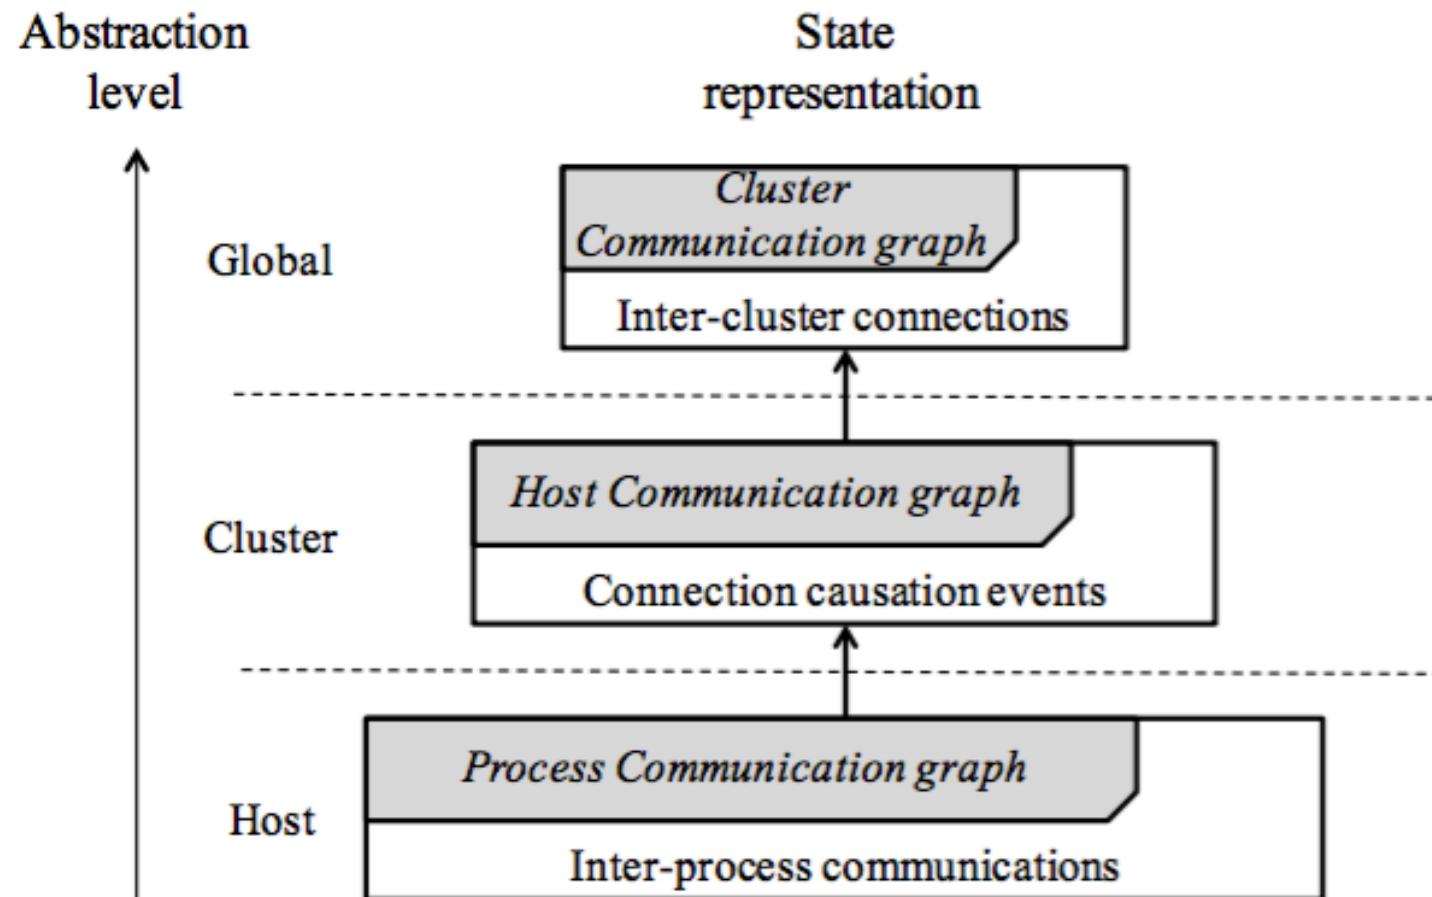 Abstraction
level
State
representation
Global
Cluster
Communication graph
Inter-cluster connections
Cluster
Host Communication graph
Connection causation events
Host
Process Communication graph
Inter-process communications